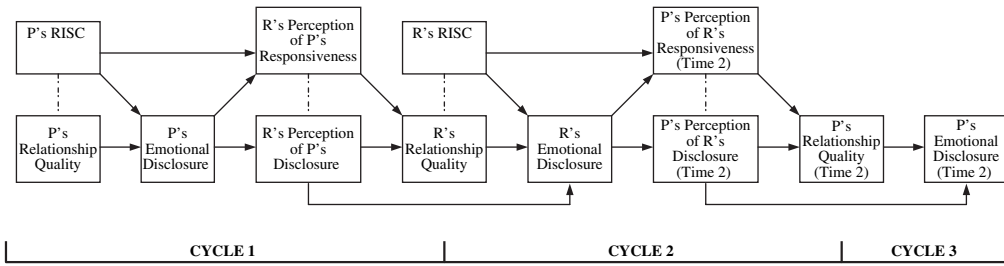 P's RISC
R's Perception
of P's
Responsiveness
R's RISC
P's Perception
of R's
Responsiveness
(Time 2)
P's
Relationship
Quality
P's
Emotional
Disclosure
R's Perception
of P's
Disclosure
R's
Relationship
Quality
R's
Emotional
Disclosure
P's Perception
of R's
Disclosure
(Time 2)
P's
Relationship
Quality
(Time 2)
P's
Emotional
Disclosure
(Time 2)
CYCLE 1
CYCLE 2
CYCLE 3